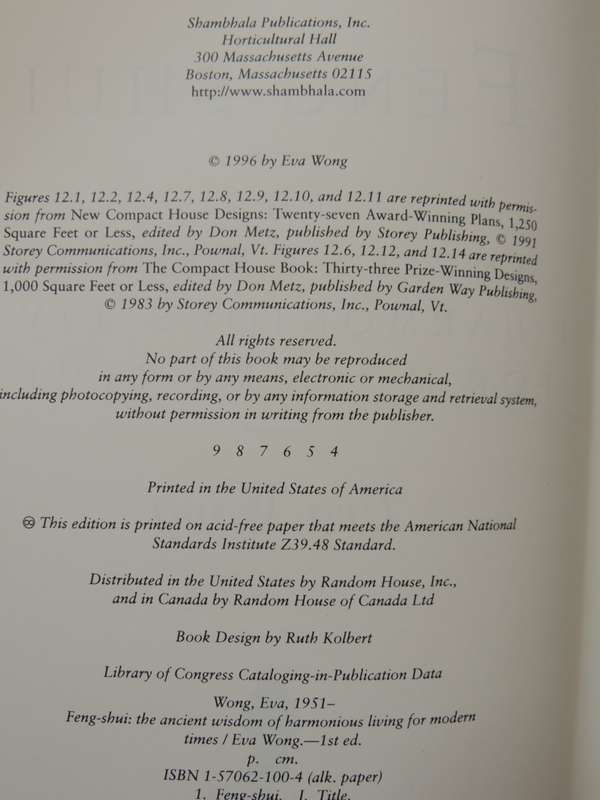 Shambhala Publications, Inc.
Horticultural Hall
300 Massachusetts Avenue
Boston, Massachusetts 02115
http://www.shambhala.com
© 1996 by Eva Wong
Figures 12.1, 12.2, 12.4, 12.7, 12.8, 12.9, 12.10, and 12.11 are reprinted with permis-
sion from New Compact House Designs: Twenty-seven Award-Winning Plans, 1,250
Square Feet or Less, edited by Don Metz, published by Storey Publishing, © 1991
Storey Communications, Inc., Pownal, Vt. Figures 12.6, 12.12, and 12.14 are reprinted
with permission from The Compact House Book: Thirty-three Prize-Winning Designs,
1,000 Square Feet or Less, edited by Don Metz, published by Garden Way Publishing,
© 1983 by Storey Communications, Inc., Pownal, Vt.
All rights reserved.
No part of this book may be reproduced
in any form or by any means, electronic or mechanical,
including photocopying, recording, or by any information storage and retrieval system,
without permission in writing from the publisher.
9 8 7 6 5 4
Printed in the United States of America
♾ This edition is printed on acid-free paper that meets the American National
Standards Institute Z39.48 Standard.
Distributed in the United States by Random House, Inc.,
and in Canada by Random House of Canada Ltd
Book Design by Ruth Kolbert
Library of Congress Cataloging-in-Publication Data
Wong, Eva, 1951–
Feng-shui: the ancient wisdom of harmonious living for modern
times / Eva Wong.—1st ed.
p. cm.
ISBN 1-57062-100-4 (alk. paper)
1. Feng-shui. I. Title.